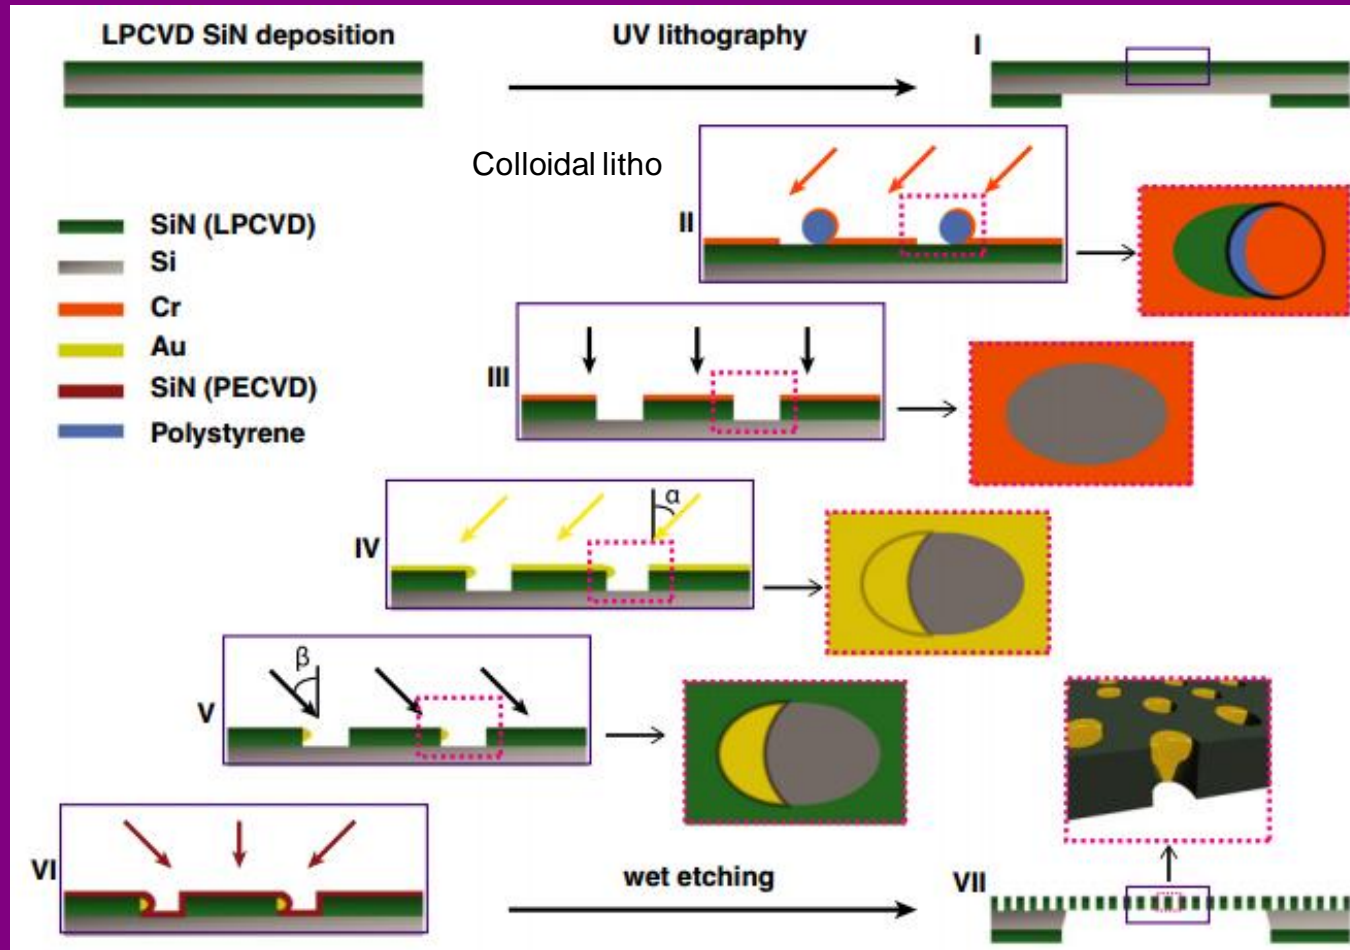 LPCVD SiN deposition
UV lithography
I
Colloidal litho
II
SiN (LPCVD)
Si
Cr
Au
SiN (PECVD)
Polystyrene
III
α
IV
β
V
VI
wet etching
VII